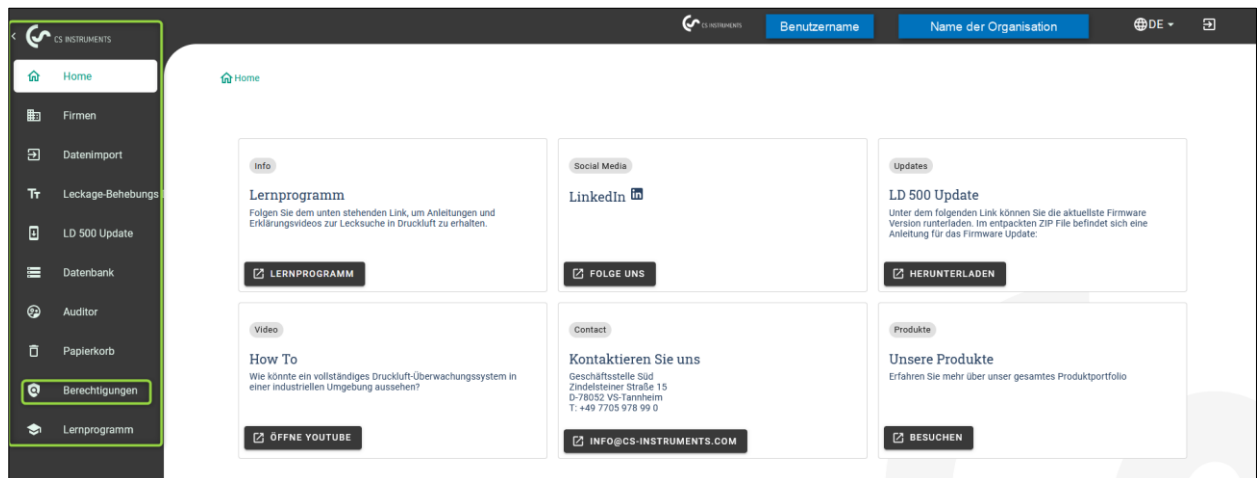 CS INSTRUMENTS
CS INSTRUMENTS
Benutzername
Name der Organisation
DE
Home
Firmen
Datenimport
Leckage-Behebungs
LD 500 Update
Datenbank
Auditor
Papierkorb
Berechtigungen
Lernprogramm
Home
Info
Lernprogramm
Folgen Sie dem unten stehenden Link, um Anleitungen und
Erklärungsvideos zur Lecksuche in Druckluft zu erhalten.
LERNPROGRAMM
Social Media
LinkedIn
FOLGE UNS
Updates
LD 500 Update
Unter dem folgenden Link können Sie die aktuellste Firmware
Version runterladen. Im entpackten ZIP File befindet sich eine
Anleitung für das Firmware Update:
HERUNTERLADEN
Video
How To
Wie könnte ein vollständiges Druckluft-Überwachungssystem in
einer industriellen Umgebung aussehen?
ÖFFNE YOUTUBE
Contact
Kontaktieren Sie uns
Geschäftsstelle Süd
Zindelsteiner Straße 15
D-78052 VS-Tannheim
T: +49 7705 978 99 0
INFO@CS-INSTRUMENTS.COM
Produkte
Unsere Produkte
Erfahren Sie mehr über unser gesamtes Produktportfolio
BESUCHEN